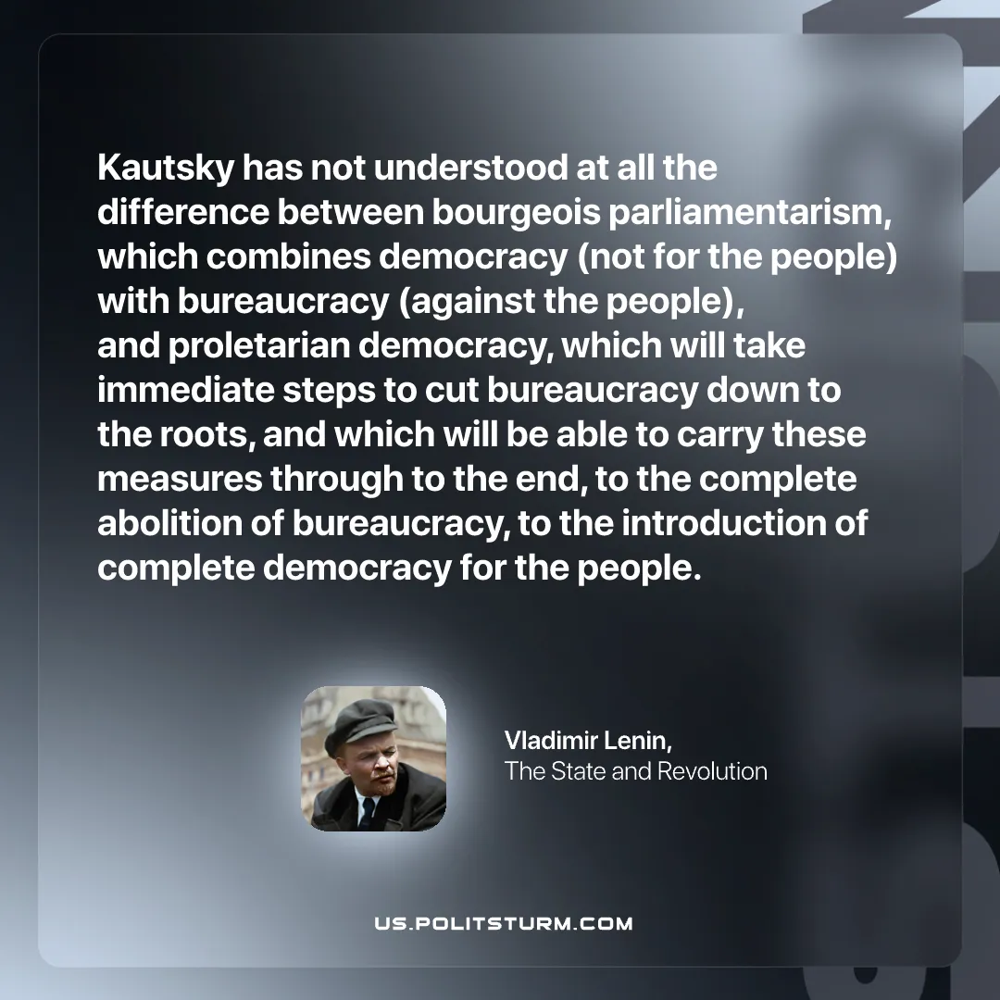 Kautsky has not understood at all the
difference between bourgeois parliamentarism,
which combines democracy (not for the people)
with bureaucracy (against the people),
and proletarian democracy, which will take
immediate steps to cut bureaucracy down to
the roots, and which will be able to carry these
measures through to the end, to the complete
abolition of bureaucracy, to the introduction of
complete democracy for the people.
Vladimir Lenin,
The State and Revolution
US.POLITSTURM.COM